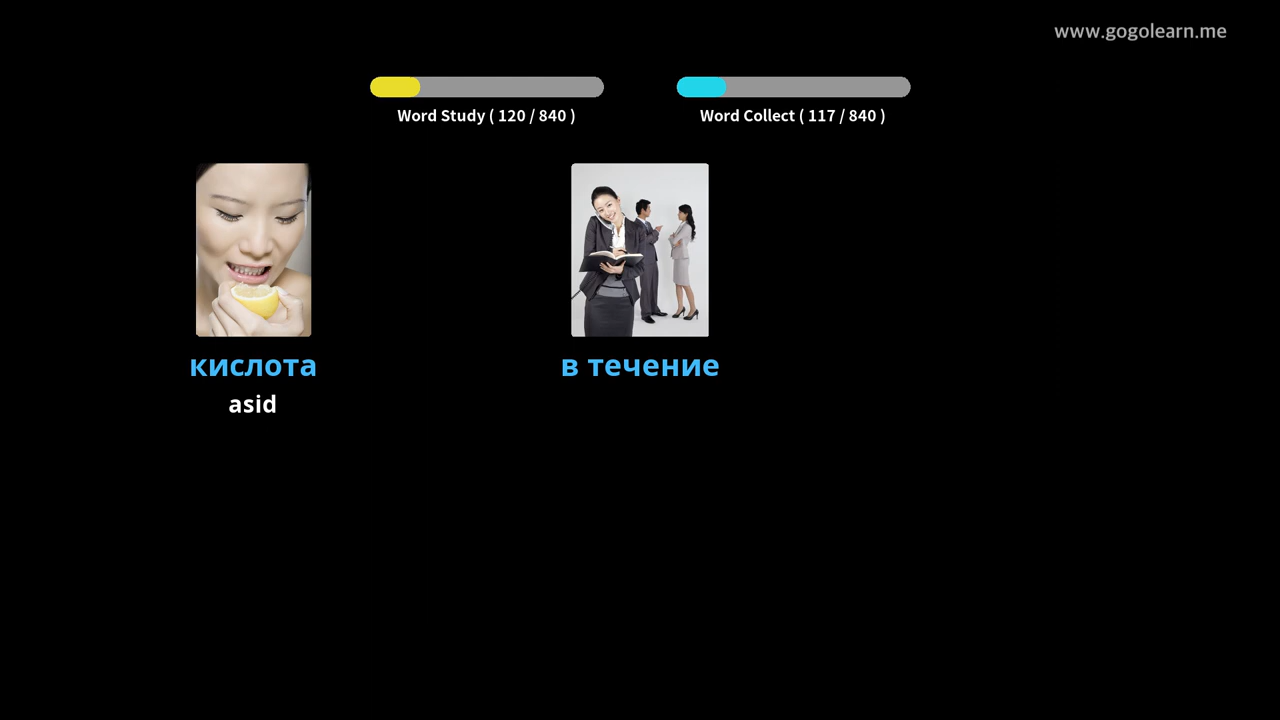 www.gogolearn.me
Word Study ( 120 / 840 )
Word Collect ( 117 / 840 )
кислота
в течение
asid